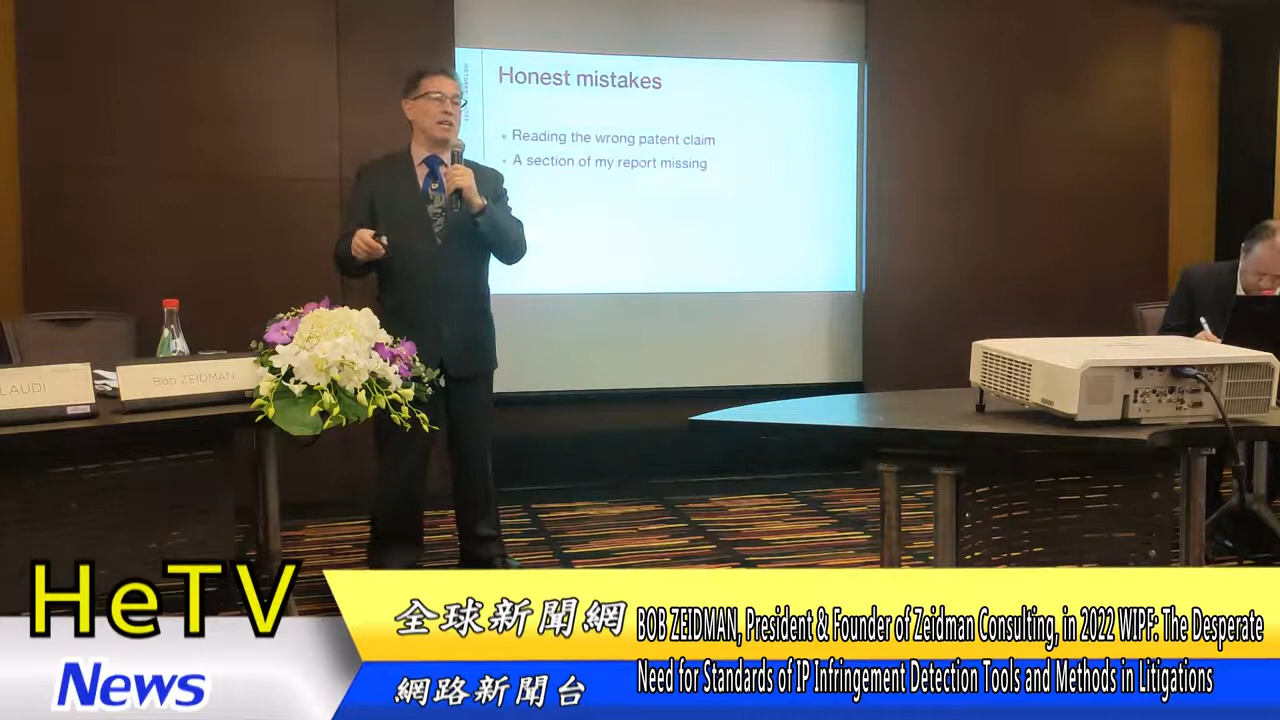 Honest mistakes
Reading the wrong patent claim
A section of my report missing
LAUDI
Bob ZEIDMAN
HeTV
News
全球新聞網
網路新聞台
BOB ZEIDMAN, President & Founder of Zeidman Consulting, in 2022 WIPF: The Desperate
Need for Standards of IP Infringement Detection Tools and Methods in Litigations